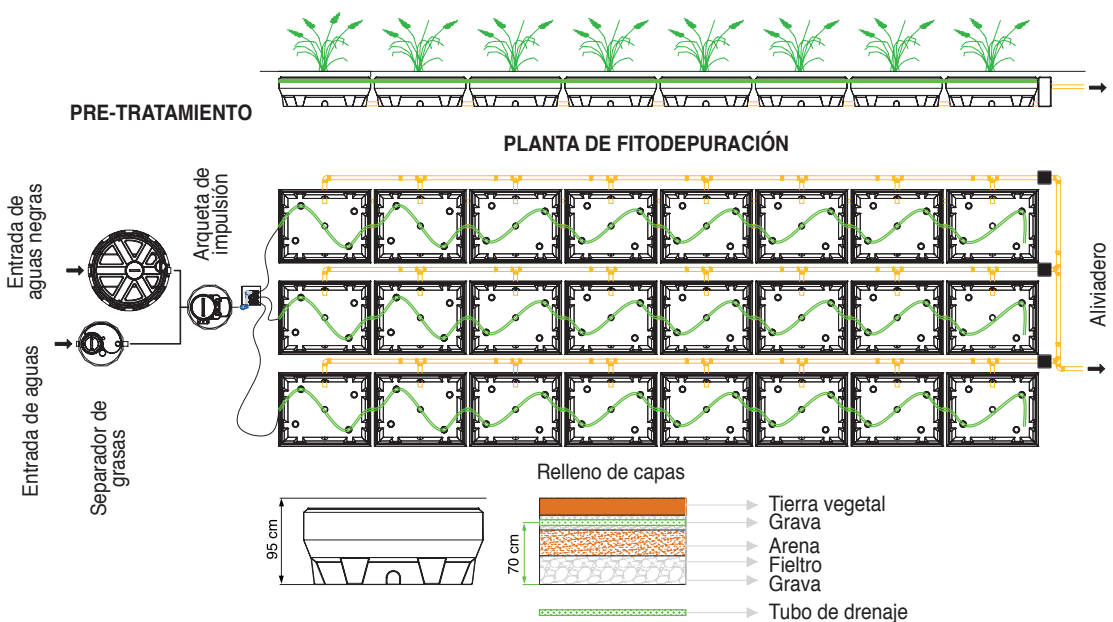 PRE-TRATAMIENTO
PLANTA DE FITODEPURACIÓN
Entrada de
aguas negras
Arqueta de
impulsión
Entrada de aguas
Separador de
grasas
Aliviadero
Relleno de capas
95 cm
70 cm
Tierra vegetal
Grava
Arena
Fieltro
Grava
Tubo de drenaje